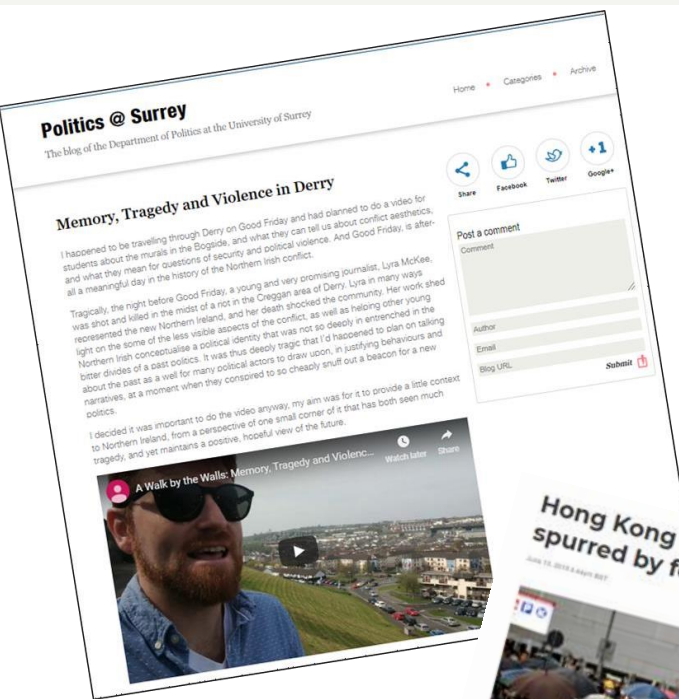 Politics @ Surrey
The blog of the Department of Politics at the University of Surrey
Home • Categories • Archive
Memory, Tragedy and Violence in Derry
I happened to be travelling through Derry on Good Friday and had planned to do a video for
students about the murals in the Bogside, and what they can tell us about conflict aesthetics,
and what they mean for questions of security and political violence. And Good Friday, is after-
all a meaningful day in the history of the Northern Irish conflict.
Tragically, the night before Good Friday, a young and very promising journalist, Lyra McKee,
was shot and killed in the midst of a riot in the Creggan area of Derry. Lyra in many ways
represented the new Northern Ireland, and her death shocked the community. Her work shed
light on the some of the less visible aspects of the conflict, as well as helping other young
Northern Irish conceptualise a political identity that was not so deeply in entrenched in the
bitter divides of a past politics. It was thus deeply tragic that I'd happened to plan on talking
about the past as a well for many political actors to draw upon, in justifying behaviours and
narratives, at a moment when they conspired to so cheaply snuff out a beacon for a new
politics.
I decided it was important to do the video anyway, my aim was for it to provide a little context
to Northern Ireland, from a perspective of one small corner of it that has both seen much
tragedy, and yet maintains a positive, hopeful view of the future.
A Walk by the Walls: Memory, Tragedy and Violenc...
Watch later
Share
Share
Facebook
Twitter
+1
Google+
Post a comment
Comment
Author
Email
Blog URL
Submit
Hong Kong
spurred by f
P